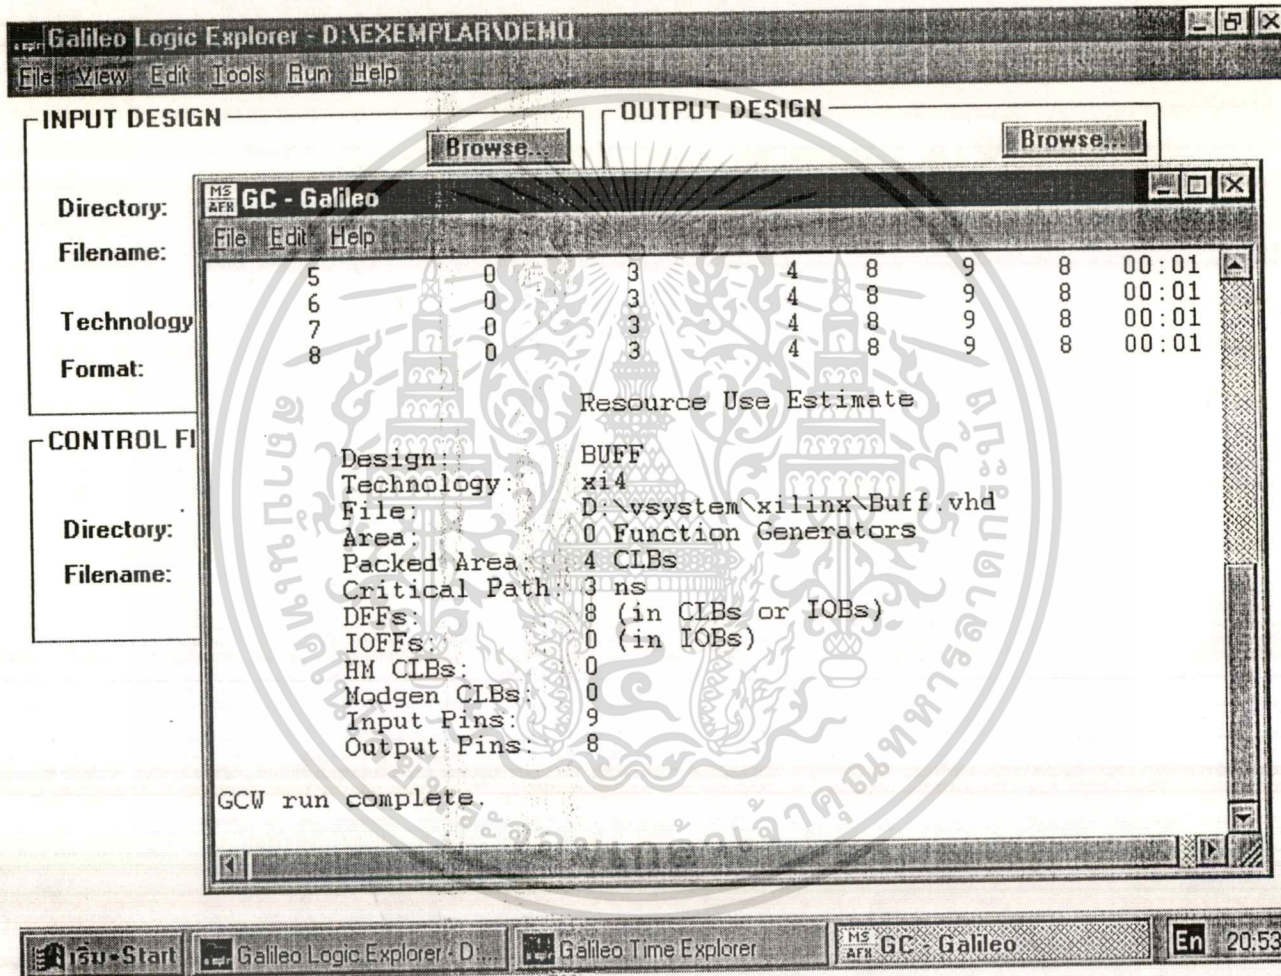 Galileo Logic Explorer - D:\EXEMPLAR\DEMO
File View Edit Tools Run Help
INPUT DESIGN
Browse...
OUTPUT DESIGN
Browse...
Directory:
Filename:
Technology
Format:
CONTROL FI
Directory:
Filename:
MS AFX GC - Galileo
File Edit Help
5 0 3 4 8 9 8 00:01
6 0 3 4 8 9 8 00:01
7 0 3 4 8 9 8 00:01
8 0 3 4 8 9 8 00:01
Resource Use Estimate
Design: BUFF
Technology: xi4
File: D:\vsystem\xilinx\Buff.vhd
Area: 0 Function Generators
Packed Area: 4 CLBs
Critical Path: 3 ns
DFFs: 8 (in CLBs or IOBs)
IOFFs: 0 (in IOBs)
HM CLBs: 0
Modgen CLBs: 0
Input Pins: 9
Output Pins: 8
GCW run complete.
เริ่ม-Start
Galileo Logic Explorer - D:...
Galileo Time Explorer
MS AFX GC - Galileo
En 20:53